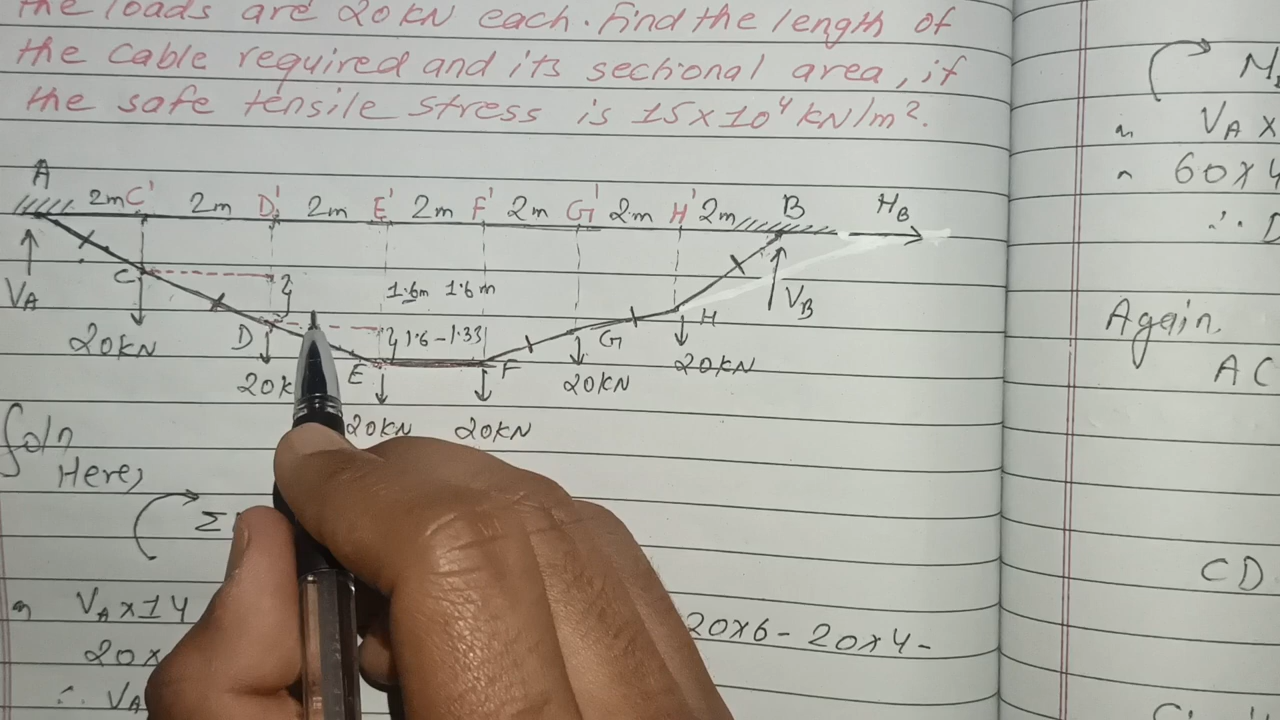 the loads are 20 kN each. Find the length of
the cable required and its sectional area, if
the safe tensile stress is 15×10⁴ kN/m².
A
2m C' 2m D' 2m E' 2m F' 2m G' 2m H' 2m B H_B
V_A
C
20kN
1.6m 1.6m
D
1.6-1.33
E
F
G
H
V_B
20kN
20kN
20kN
20kN
Soln
Here,
Σ
V_A×14
20×6-20×4-
20×
∴ V_A
V_A×
60×4
∴
Again,
AC
CD